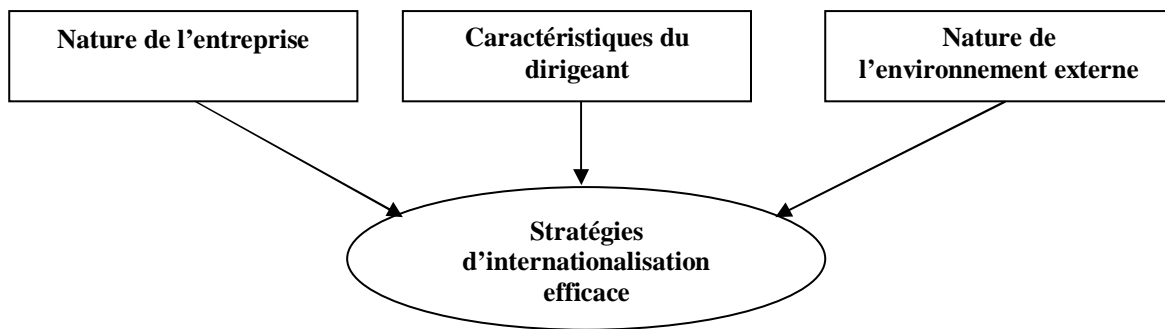 Nature de l’entreprise
Caractéristiques du
dirigeant
Nature de
l’environnement externe
Stratégies
d’internationalisation
efficace